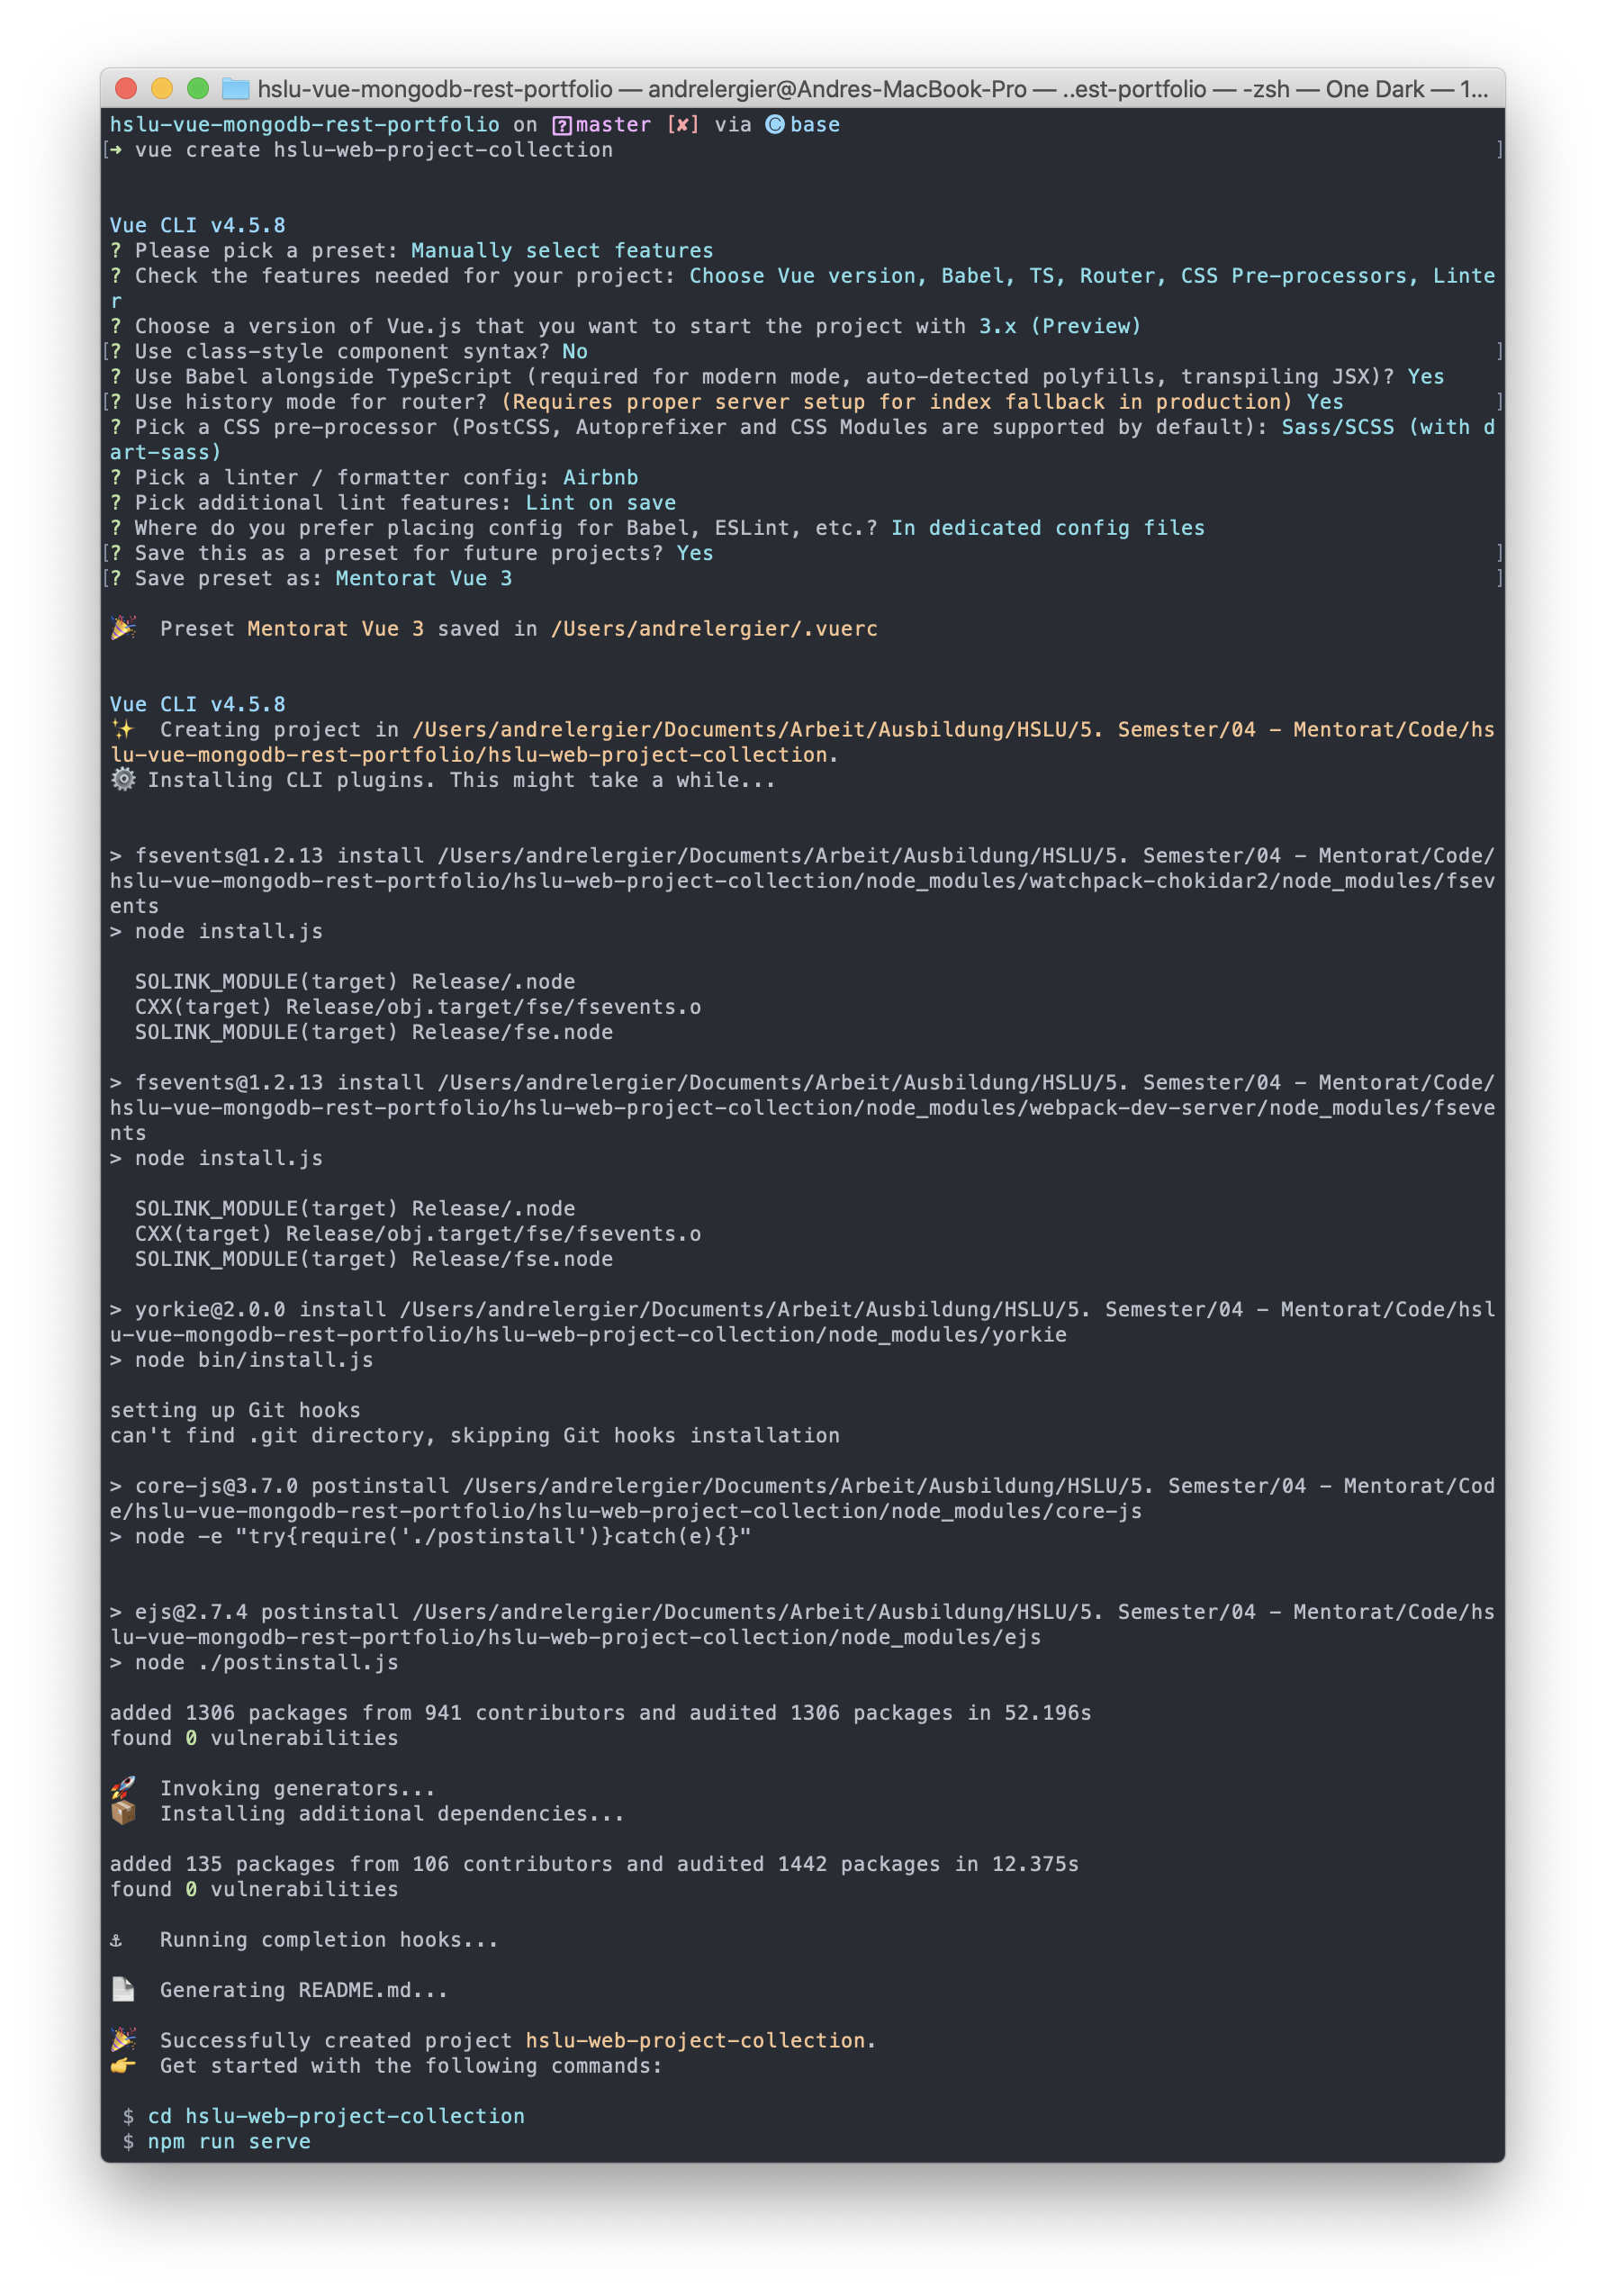 hslu-vue-mongodb-rest-portfolio — andrelergier@Andres-MacBook-Pro — ..est-portfolio — -zsh — One Dark — 1...
hslu-vue-mongodb-rest-portfolio on [?]master [✘] via Ⓒ base
[➜ vue create hslu-web-project-collection ]
Vue CLI v4.5.8
? Please pick a preset: Manually select features
? Check the features needed for your project: Choose Vue version, Babel, TS, Router, CSS Pre-processors, Linte
r
? Choose a version of Vue.js that you want to start the project with 3.x (Preview)
[? Use class-style component syntax? No ]
? Use Babel alongside TypeScript (required for modern mode, auto-detected polyfills, transpiling JSX)? Yes
[? Use history mode for router? (Requires proper server setup for index fallback in production) Yes ]
? Pick a CSS pre-processor (PostCSS, Autoprefixer and CSS Modules are supported by default): Sass/SCSS (with d
art-sass)
? Pick a linter / formatter config: Airbnb
? Pick additional lint features: Lint on save
? Where do you prefer placing config for Babel, ESLint, etc.? In dedicated config files
[? Save this as a preset for future projects? Yes ]
[? Save preset as: Mentorat Vue 3 ]
🎉  Preset Mentorat Vue 3 saved in /Users/andrelergier/.vuerc
Vue CLI v4.5.8
✨  Creating project in /Users/andrelergier/Documents/Arbeit/Ausbildung/HSLU/5. Semester/04 - Mentorat/Code/hs
lu-vue-mongodb-rest-portfolio/hslu-web-project-collection.
⚙️ Installing CLI plugins. This might take a while...
> fsevents@1.2.13 install /Users/andrelergier/Documents/Arbeit/Ausbildung/HSLU/5. Semester/04 - Mentorat/Code/
hslu-vue-mongodb-rest-portfolio/hslu-web-project-collection/node_modules/watchpack-chokidar2/node_modules/fsev
ents
> node install.js
  SOLINK_MODULE(target) Release/.node
  CXX(target) Release/obj.target/fse/fsevents.o
  SOLINK_MODULE(target) Release/fse.node
> fsevents@1.2.13 install /Users/andrelergier/Documents/Arbeit/Ausbildung/HSLU/5. Semester/04 - Mentorat/Code/
hslu-vue-mongodb-rest-portfolio/hslu-web-project-collection/node_modules/webpack-dev-server/node_modules/fseve
nts
> node install.js
  SOLINK_MODULE(target) Release/.node
  CXX(target) Release/obj.target/fse/fsevents.o
  SOLINK_MODULE(target) Release/fse.node
> yorkie@2.0.0 install /Users/andrelergier/Documents/Arbeit/Ausbildung/HSLU/5. Semester/04 - Mentorat/Code/hsl
u-vue-mongodb-rest-portfolio/hslu-web-project-collection/node_modules/yorkie
> node bin/install.js
setting up Git hooks
can't find .git directory, skipping Git hooks installation
> core-js@3.7.0 postinstall /Users/andrelergier/Documents/Arbeit/Ausbildung/HSLU/5. Semester/04 - Mentorat/Cod
e/hslu-vue-mongodb-rest-portfolio/hslu-web-project-collection/node_modules/core-js
> node -e "try{require('./postinstall')}catch(e){}"
> ejs@2.7.4 postinstall /Users/andrelergier/Documents/Arbeit/Ausbildung/HSLU/5. Semester/04 - Mentorat/Code/hs
lu-vue-mongodb-rest-portfolio/hslu-web-project-collection/node_modules/ejs
> node ./postinstall.js
added 1306 packages from 941 contributors and audited 1306 packages in 52.196s
found 0 vulnerabilities
🚀  Invoking generators...
📦  Installing additional dependencies...
added 135 packages from 106 contributors and audited 1442 packages in 12.375s
found 0 vulnerabilities
⚓  Running completion hooks...
📄  Generating README.md...
🎉  Successfully created project hslu-web-project-collection.
👉  Get started with the following commands:
$ cd hslu-web-project-collection
$ npm run serve